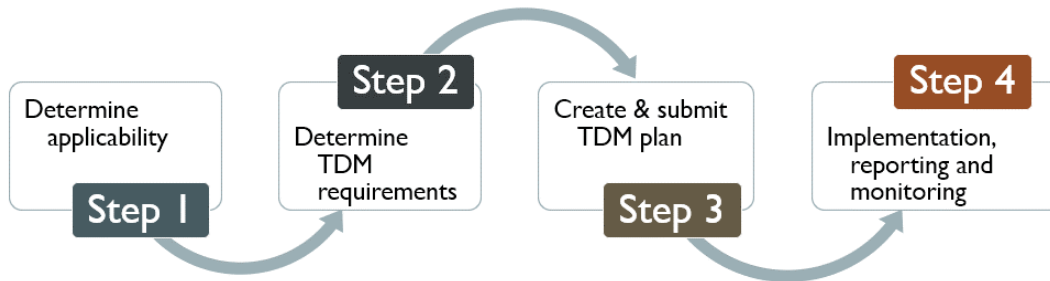 Determine
applicability
Step 1
Step 2
Determine
TDM
requirements
Create & submit
TDM plan
Step 3
Step 4
Implementation,
reporting and
monitoring